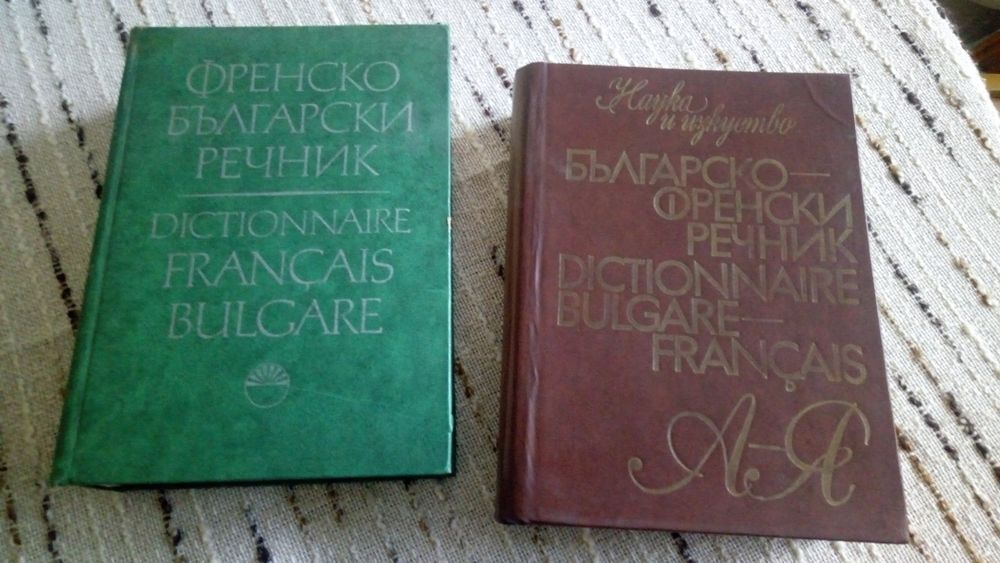 ФРЕНСКО
БЪЛГАРСКИ
РЕЧНИК
DICTIONNAIRE
FRANÇAIS
BULGARE
Наука
и изкуство
БЪЛГАРСКО—
ФРЕНСКИ
РЕЧНИК
DICTIONNAIRE
BULGARE—
FRANÇAIS
А—Я